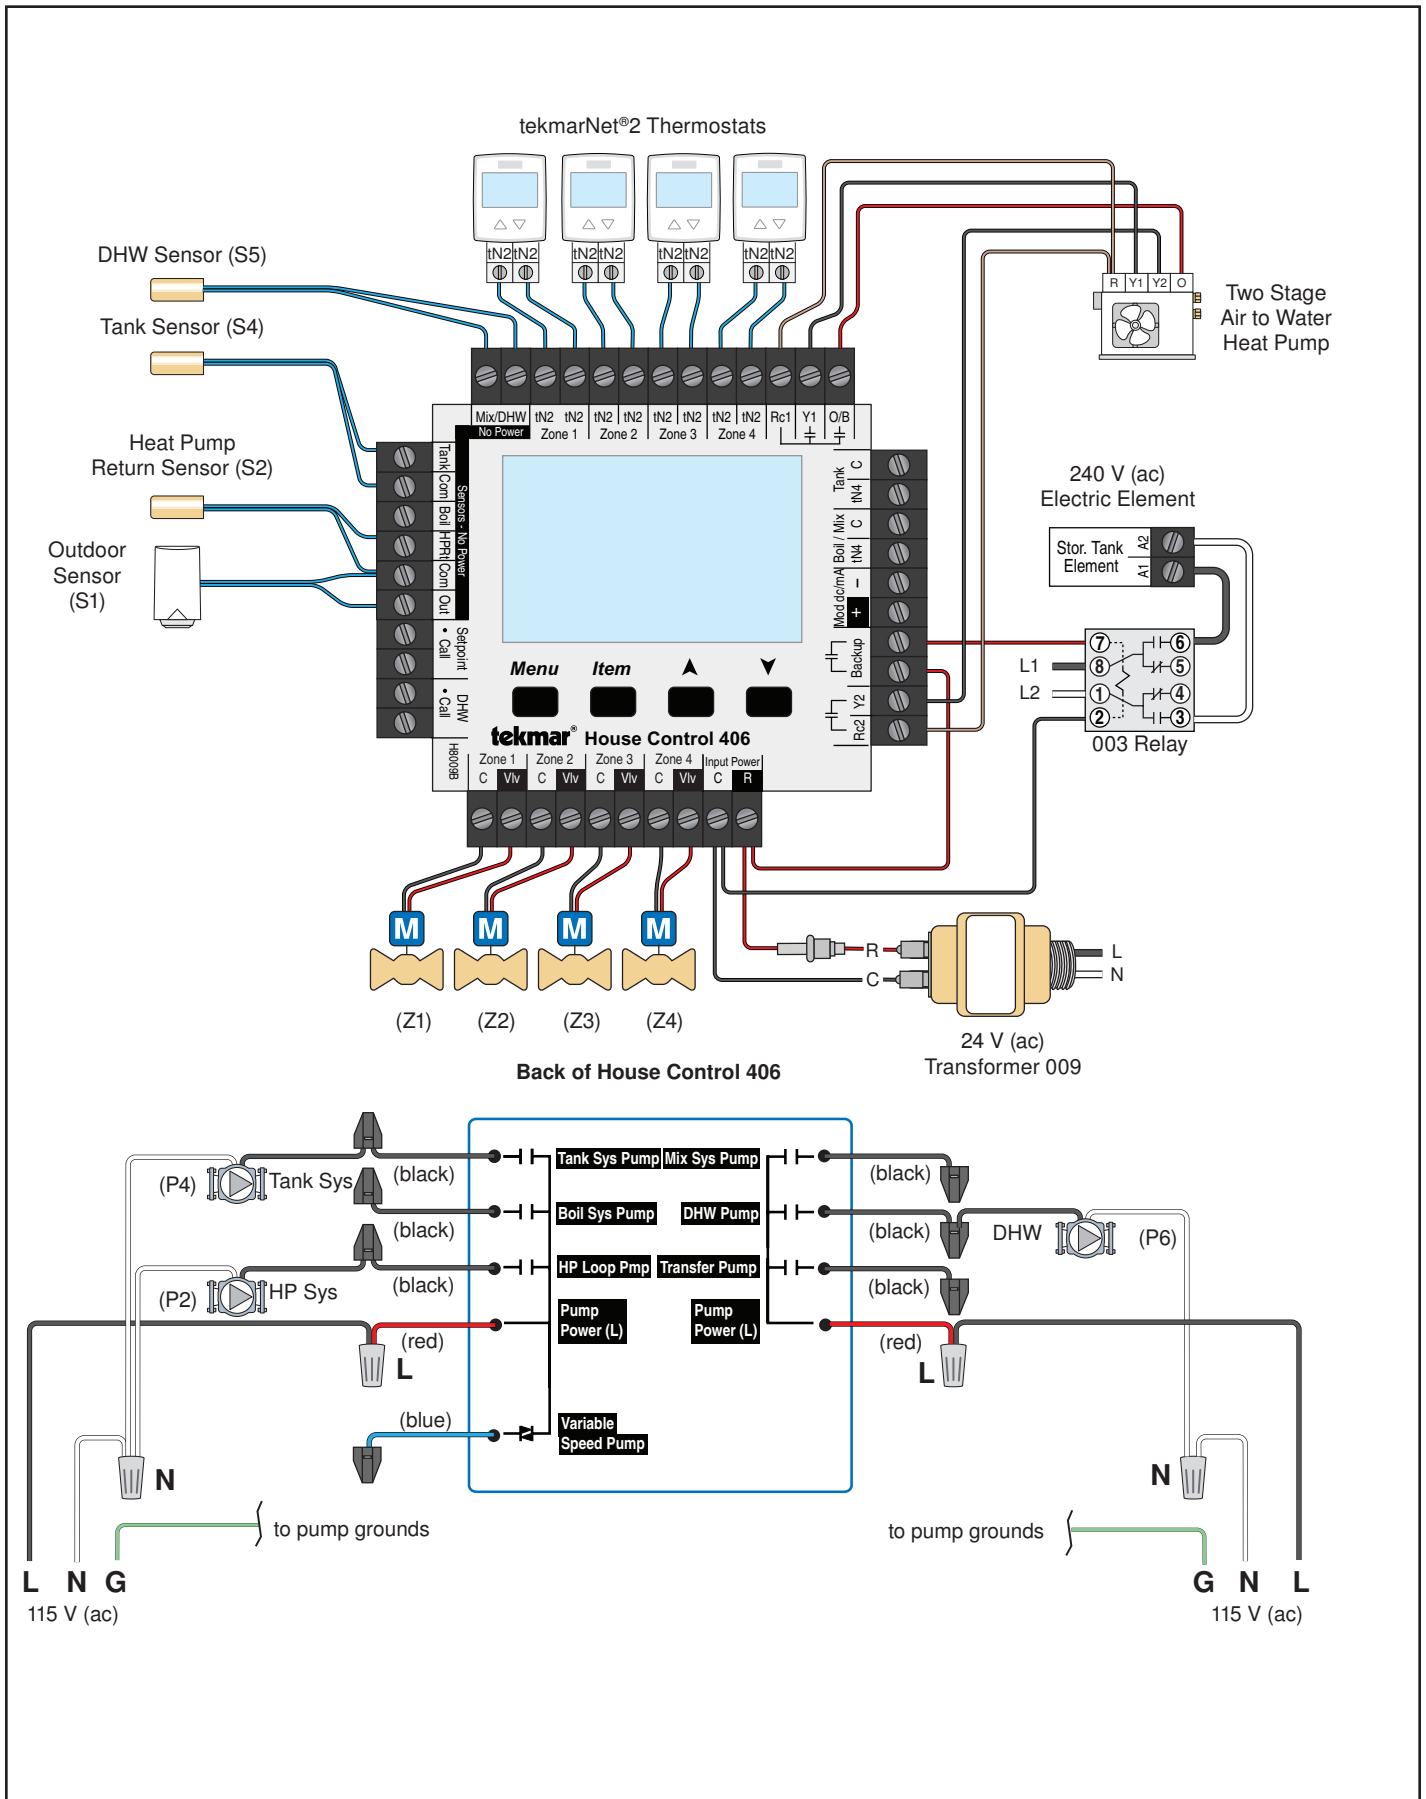 tekmarNet®2 Thermostats
tN2 tN2 tN2 tN2 tN2 tN2 tN2 tN2
DHW Sensor (S5)
Tank Sensor (S4)
Heat Pump
Return Sensor (S2)
Outdoor
Sensor
(S1)
R Y1 Y2 O
Two Stage
Air to Water
Heat Pump
Mix/DHW tN2 tN2 tN2 tN2 tN2 tN2 tN2 tN2 Rc1 Y1 O/B
No Power Zone 1 Zone 2 Zone 3 Zone 4
Tank
Com
Boil
HPRt
Com
Out
Sensors - No Power
Setpoint
• Call
DHW
• Call
H8009B
C
Tank
tN4
C
Boil / Mix
tN4
–
Mod dc/mA
+
Backup
Y2
Rc2
240 V (ac)
Electric Element
Stor. Tank
Element
A2
A1
7 6
L1 8 5
L2 1 4
2 3
003 Relay
Menu Item
tekmar® House Control 406
Zone 1 Zone 2 Zone 3 Zone 4 Input Power
C Vlv C Vlv C Vlv C Vlv C R
M M M M
(Z1) (Z2) (Z3) (Z4)
R L
C N
24 V (ac)
Transformer 009
Back of House Control 406
(P4) Tank Sys (black) Tank Sys Pump Mix Sys Pump (black)
(black) Boil Sys Pump DHW Pump (black) DHW (P6)
(P2) HP Sys (black) HP Loop Pmp Transfer Pump (black)
(red) Pump
Power (L)
Pump
Power (L) (red)
L L
(blue) Variable
Speed Pump
N N
to pump grounds to pump grounds
L N G G N L
115 V (ac) 115 V (ac)